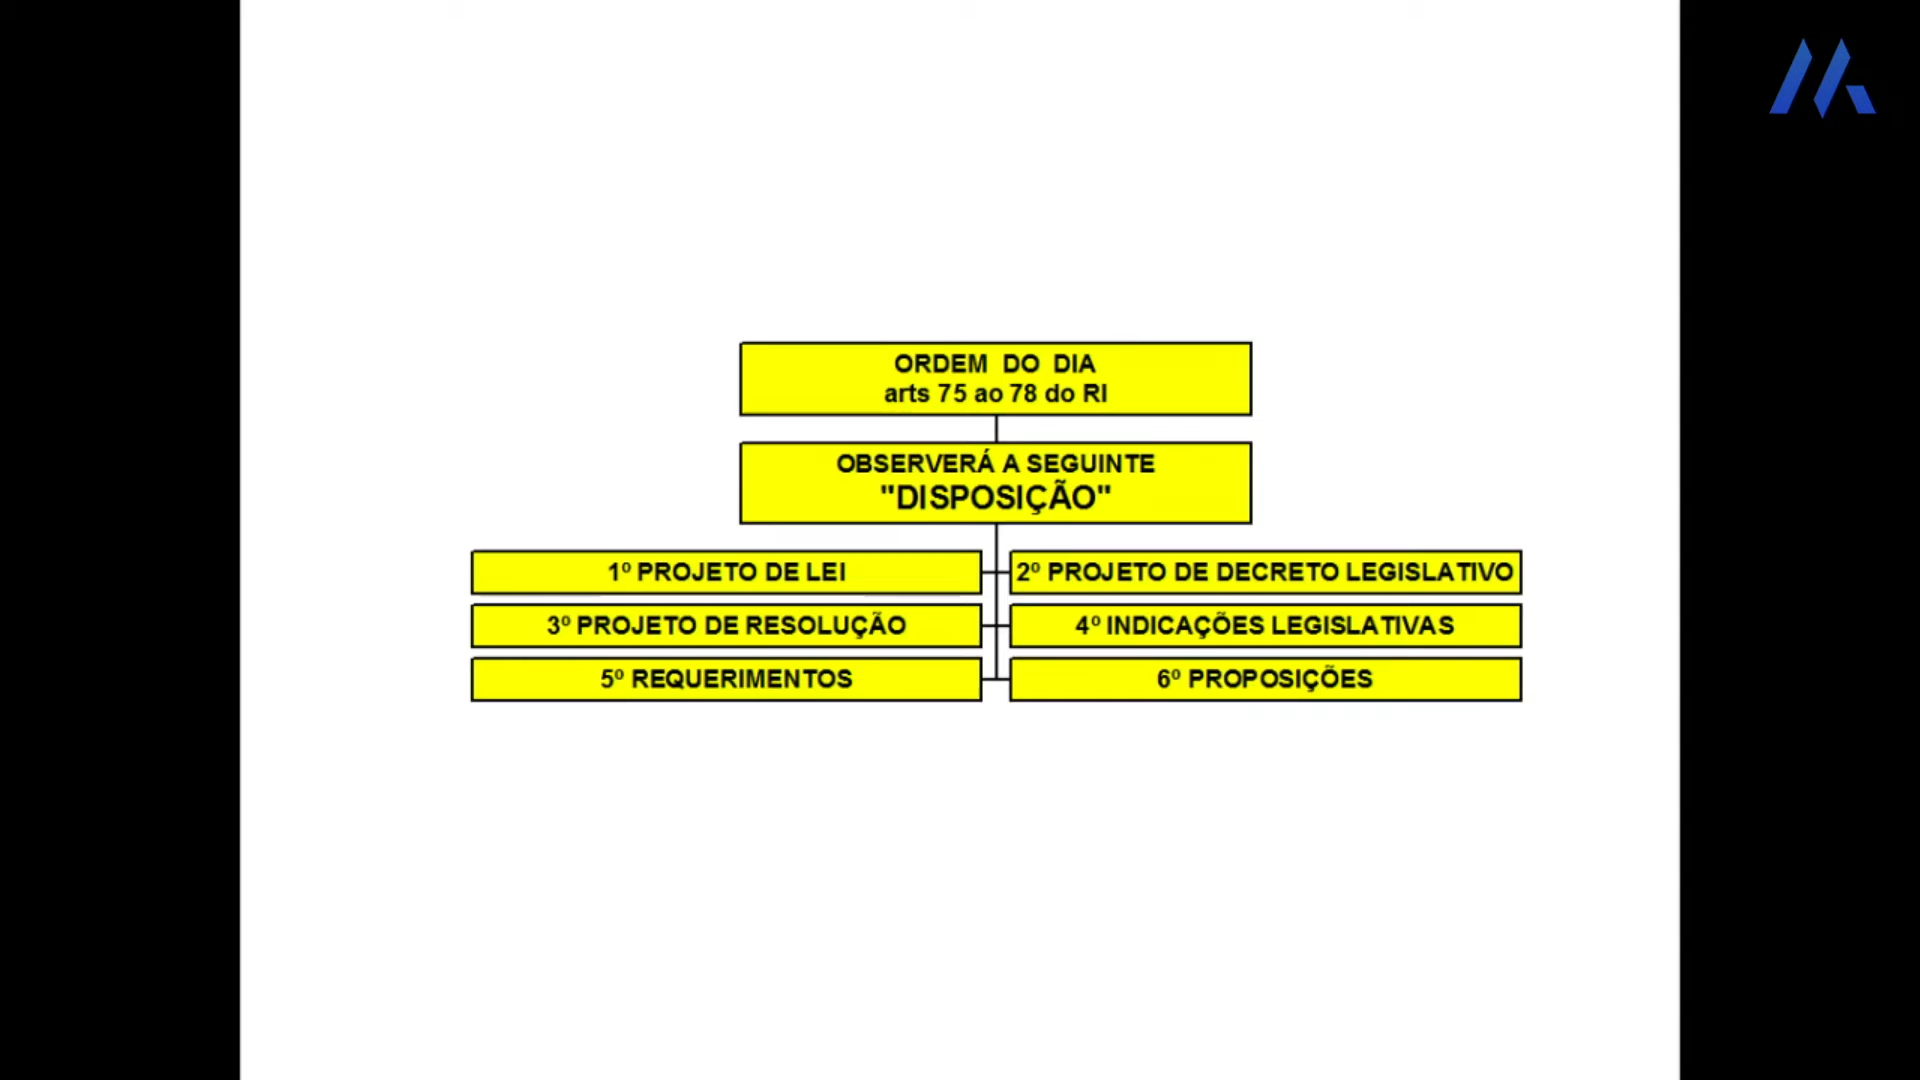 ORDEM DO DIA
arts 75 ao 78 do RI
OBSERVERÁ A SEGUINTE
"DISPOSIÇÃO"
1º PROJETO DE LEI
2º PROJETO DE DECRETO LEGISLATIVO
3º PROJETO DE RESOLUÇÃO
4º INDICAÇÕES LEGISLATIVAS
5º REQUERIMENTOS
6º PROPOSIÇÕES